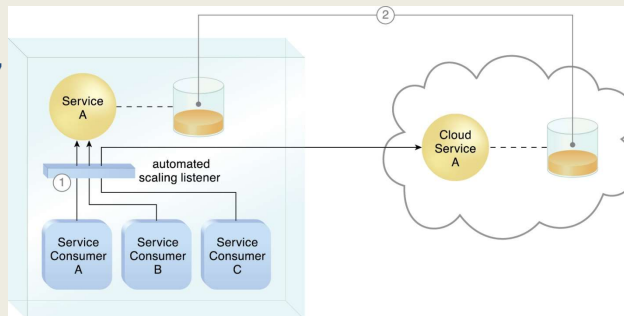 2
Service
A
Cloud
Service
A
automated
scaling listener
1
Service
Consumer
A
Service
Consumer
B
Service
Consumer
C